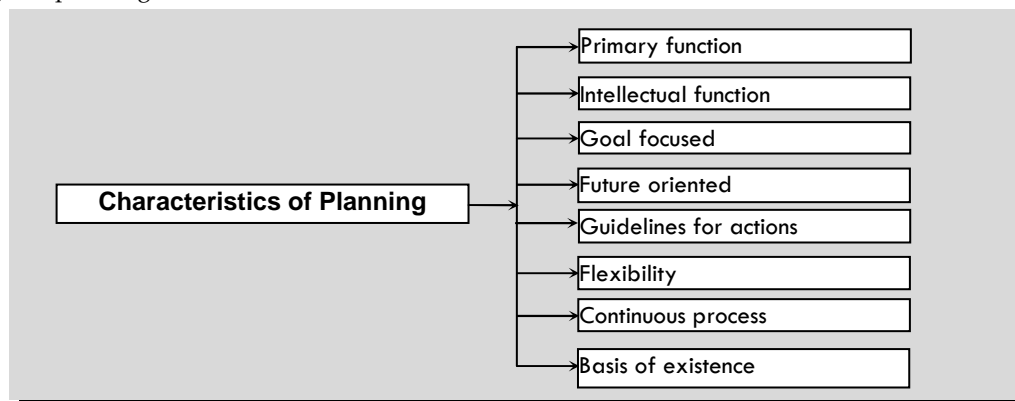 Primary function
Intellectual function
Goal focused
Future oriented
Characteristics of Planning
Guidelines for actions
Flexibility
Continuous process
Basis of existence